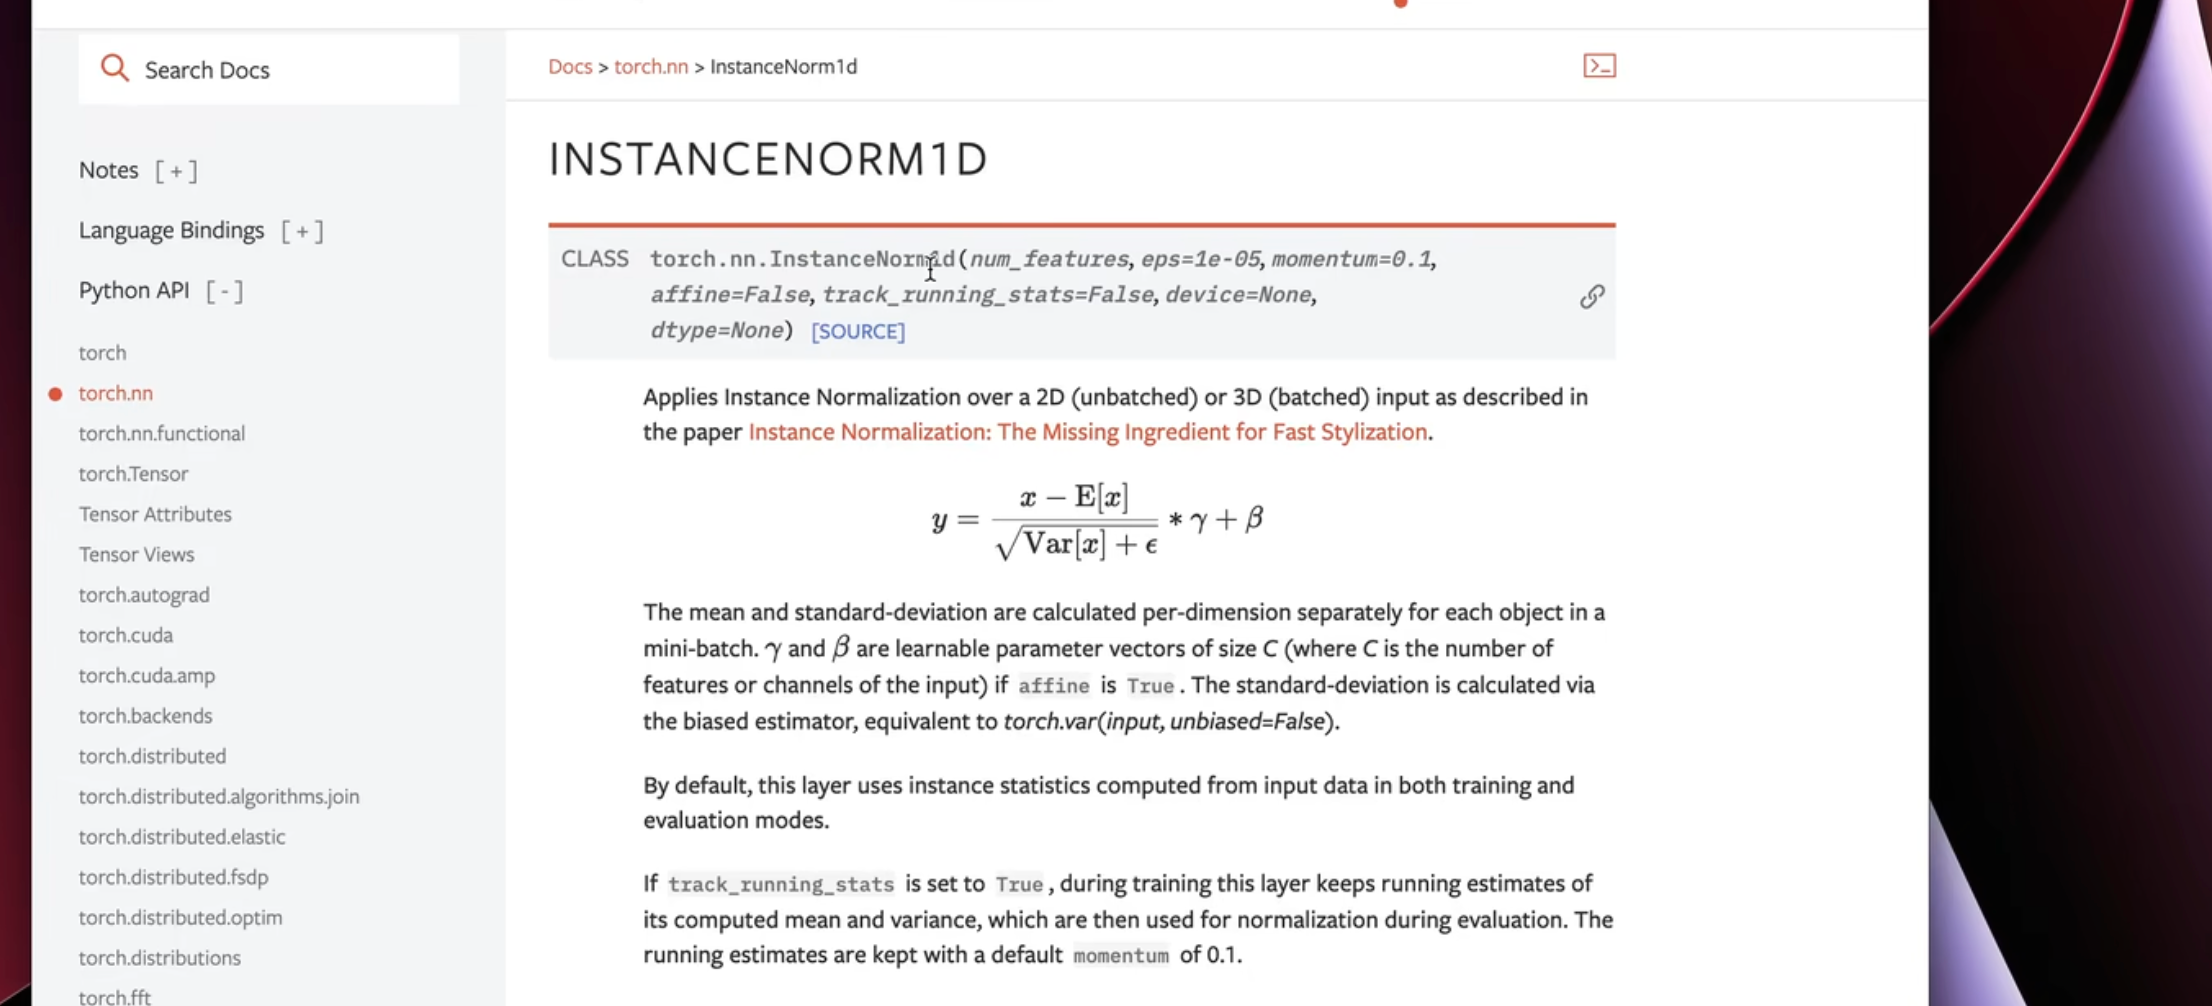 Search Docs
Notes [ + ]
Language Bindings [ + ]
Python API [ - ]
torch
torch.nn
torch.nn.functional
torch.Tensor
Tensor Attributes
Tensor Views
torch.autograd
torch.cuda
torch.cuda.amp
torch.backends
torch.distributed
torch.distributed.algorithms.join
torch.distributed.elastic
torch.distributed.fsdp
torch.distributed.optim
torch.distributions
torch.fft
Docs > torch.nn > InstanceNorm1d
>_
INSTANCENORM1D
CLASS torch.nn.InstanceNorm1d(num_features, eps=1e-05, momentum=0.1,
affine=False, track_running_stats=False, device=None,
dtype=None) [SOURCE]
Applies Instance Normalization over a 2D (unbatched) or 3D (batched) input as described in
the paper Instance Normalization: The Missing Ingredient for Fast Stylization.
y = \frac{x − E[x]}{\sqrt{Var[x] + ϵ}} * γ + β
The mean and standard-deviation are calculated per-dimension separately for each object in a
mini-batch. γ and β are learnable parameter vectors of size C (where C is the number of
features or channels of the input) if affine is True. The standard-deviation is calculated via
the biased estimator, equivalent to torch.var(input, unbiased=False).
By default, this layer uses instance statistics computed from input data in both training and
evaluation modes.
If track_running_stats is set to True, during training this layer keeps running estimates of
its computed mean and variance, which are then used for normalization during evaluation. The
running estimates are kept with a default momentum of 0.1.